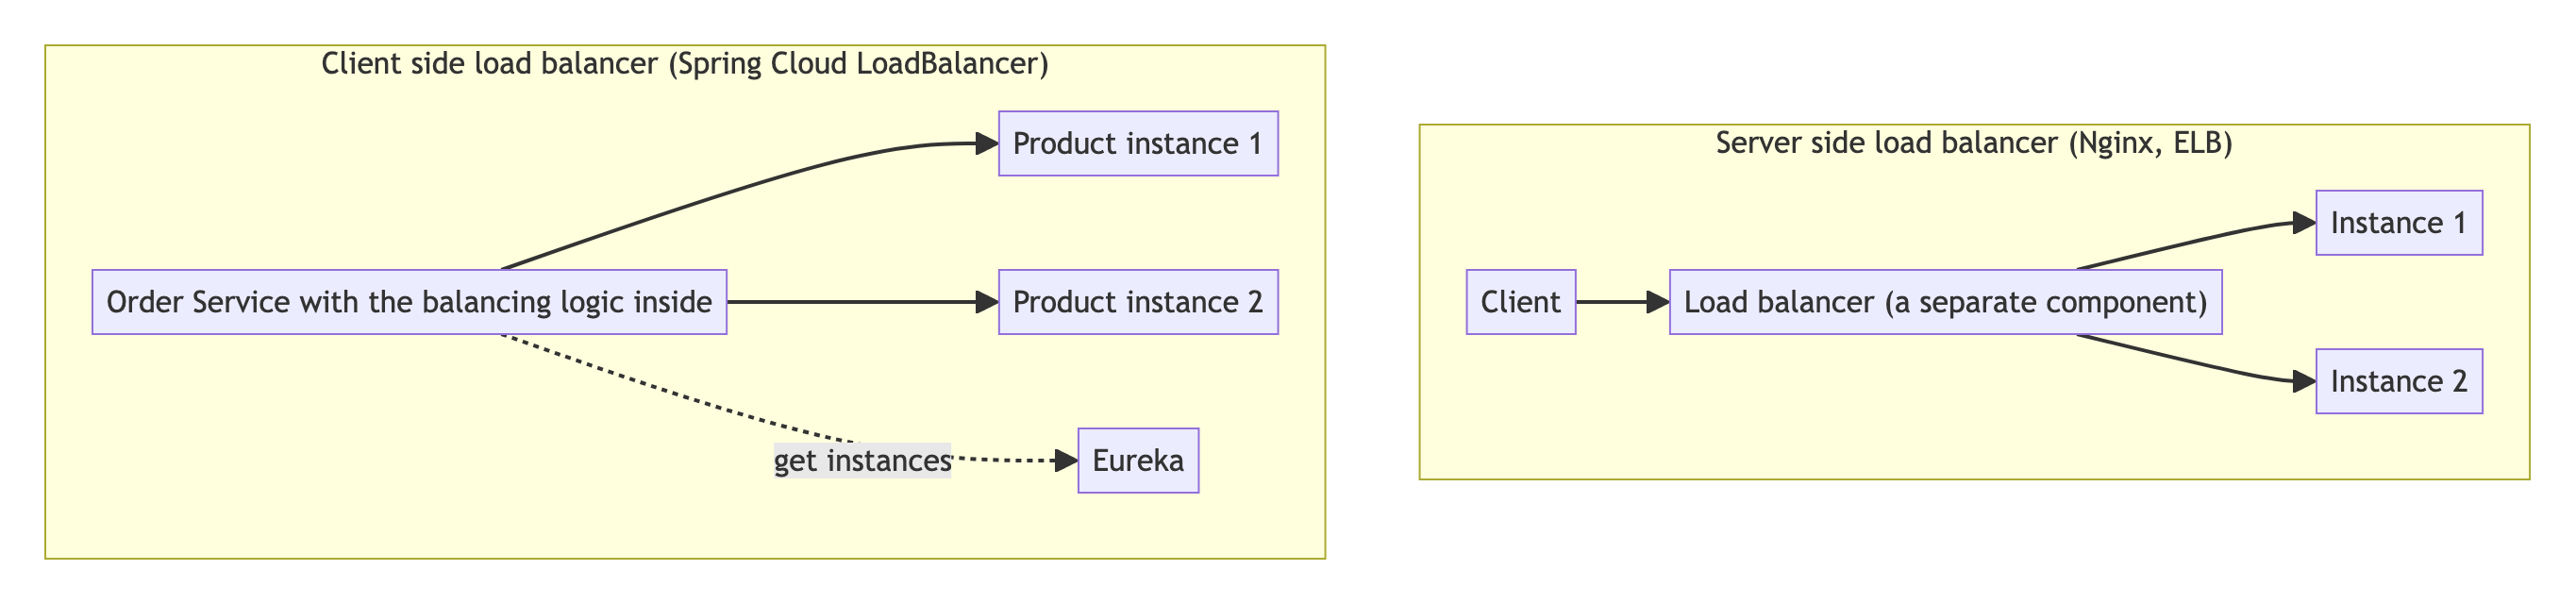 Client side load balancer (Spring Cloud LoadBalancer)
Product instance 1
Order Service with the balancing logic inside
Product instance 2
get instances
Eureka
Server side load balancer (Nginx, ELB)
Instance 1
Client
Load balancer (a separate component)
Instance 2